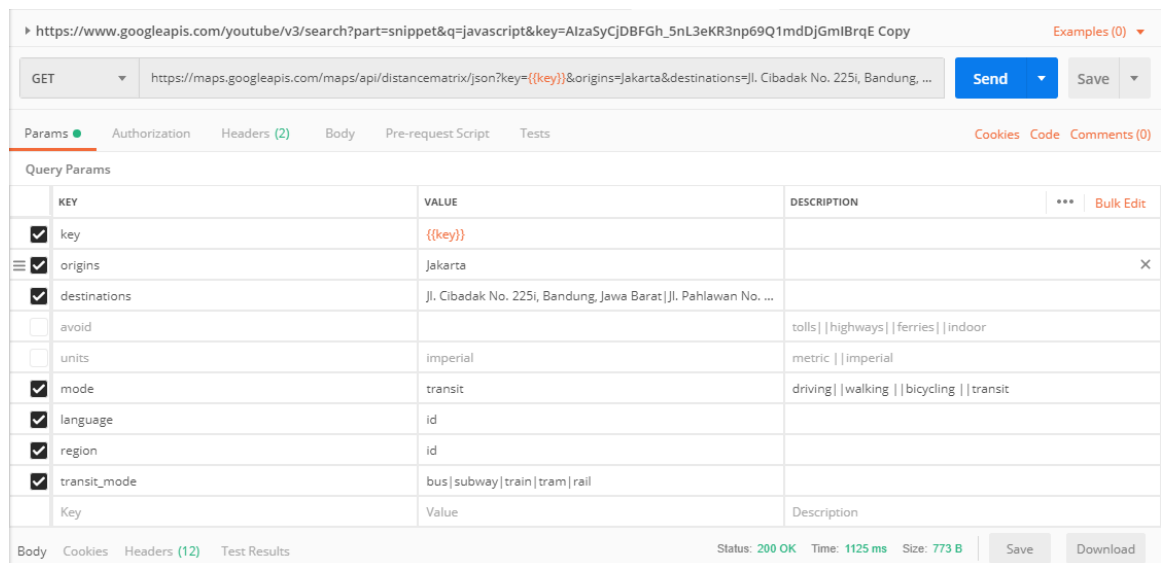 https://www.googleapis.com/youtube/v3/search?part=snippet&q=javascript&key=AIzaSyCjDBFGh_5nL3eKR3np69Q1mdDjGmIBrqE Copy Examples (0)
GET https://maps.googleapis.com/maps/api/distancematrix/json?key={{key}}&origins=Jakarta&destinations=Jl. Cibadak No. 225i, Bandung, ... Send Save
Params Authorization Headers (2) Body Pre-request Script Tests Cookies Code Comments (0)
Query Params
KEY VALUE DESCRIPTION ••• Bulk Edit
key {{key}}
origins Jakarta
destinations Jl. Cibadak No. 225i, Bandung, Jawa Barat|Jl. Pahlawan No. ...
avoid tolls||highways||ferries||indoor
units imperial metric ||imperial
mode transit driving||walking ||bicycling ||transit
language id
region id
transit_mode bus|subway|train|tram|rail
Key Value Description
Body Cookies Headers (12) Test Results Status: 200 OK Time: 1125 ms Size: 773 B Save Download